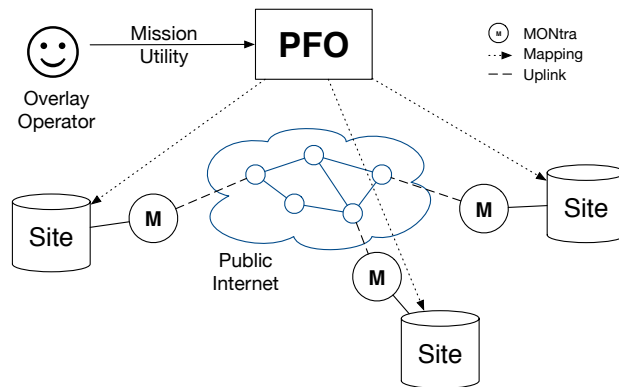 Mission
Utility
PFO
Overlay
Operator
M MONtra
Mapping
Uplink
Site
M
M
Site
Public
Internet
M
Site